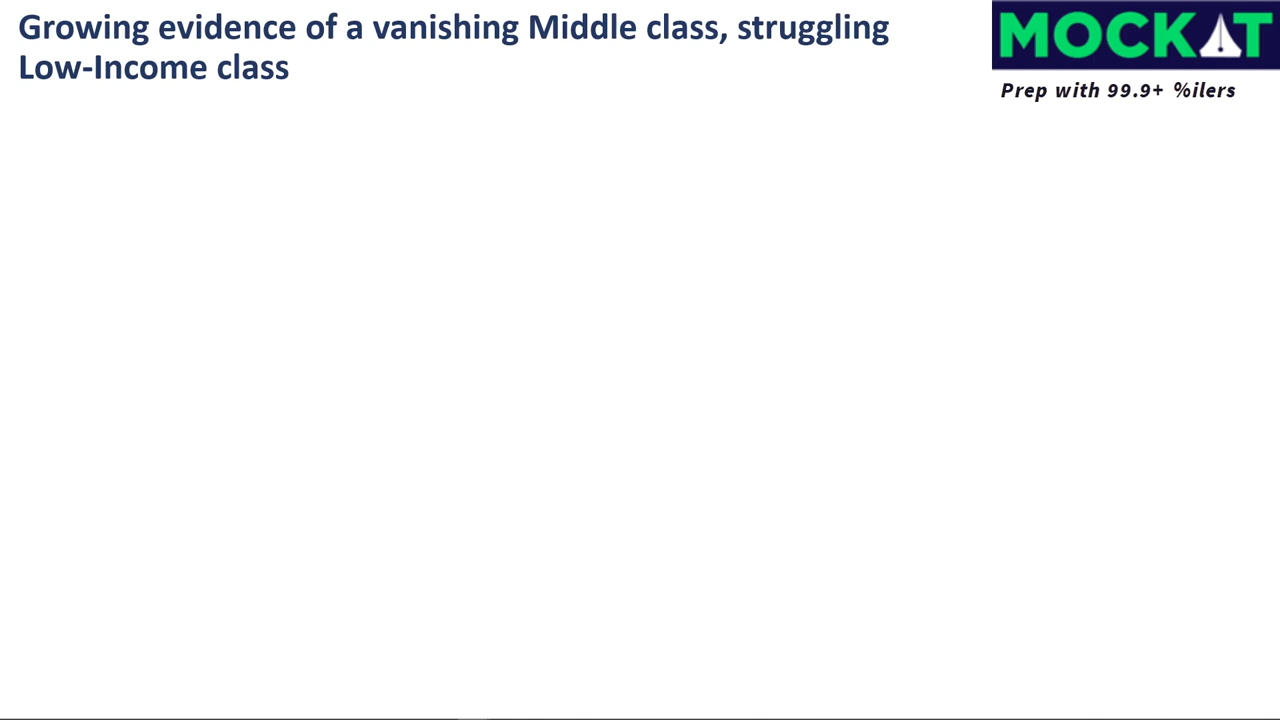 Growing evidence of a vanishing Middle class, struggling
Low-Income class
MOCKAT
Prep with 99.9+ %ilers